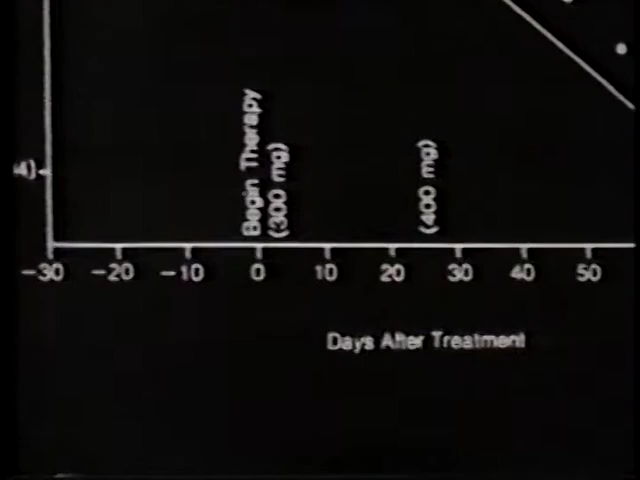 Begin Therapy
(300 mg)
(400 mg)
4)
-30 -20 -10 0 10 20 30 40 50
Days After Treatment